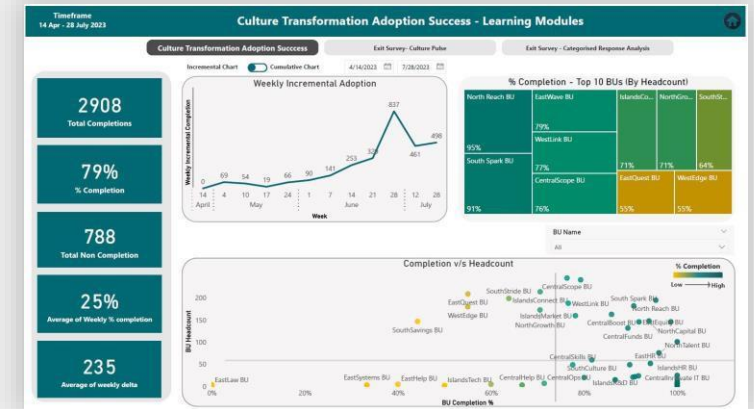 Timeframe
14 Apr - 28 July 2023
Culture Transformation Adoption Success - Learning Modules
Culture Transformation Adoption Succcess
Exit Survey- Culture Pulse
Exit Survey - Categorised Response Analysis
Incremental Chart
Cumulative Chart
4/14/2023
7/28/2023
2908
Total Completions
79%
% Completion
788
Total Non Completion
25%
Average of Weekly % completion
235
Average of weekly delta
Weekly Incremental Adoption
Weekly Incremental Completion
0
69
54
19
66
90
141
253
837
461
498
14 4 10 17 24 1 7 14 21 28 12 28
April May June July
Week
% Completion - Top 10 BUs (By Headcount)
North Reach BU
95%
South Spark BU
91%
EastWave BU
79%
WestLink BU
77%
CentralScope BU
76%
IslandsCo...
71%
NorthGro...
71%
SouthSt...
64%
EastQuest BU
55%
WestEdge BU
55%
BU Name
All
Completion v/s Headcount
% Completion
Low High
BU Headcount
200
150
100
50
0
0% 20% 40% 60% 80% 100%
BU Completion %
CentralScope BU
SouthStride BU
EastQuest BU
IslandsConnect BU
WestLink BU
South Spark BU
North Reach BU
WestEdge BU
IslandsMarket BU
SouthSavings BU
NorthGrowth BU
CentralBoost BU
NorthCapital BU
CentralFunds BU
NorthTalent BU
CentralSkills BU
EastHR BU
SouthCulture BU
IslandsHR BU
EastLaw BU
EastSystems BU
EastHelp BU
IslandsTech BU
CentralHelp BU